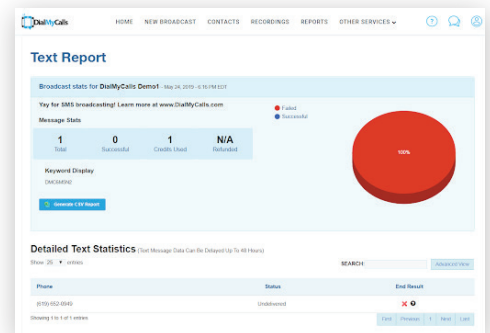 DialMyCalls
HOME NEW BROADCAST CONTACTS RECORDINGS REPORTS OTHER SERVICES
Text Report
Broadcast stats for DialMyCalls Demo1 - May 24, 2019 - 6:16 PM EDT
Yay for SMS broadcasting! Learn more at www.DialMyCalls.com
Message Stats
1 0 1 N/A
Total Successful Credits Used Refunded
Failed
Successful
100%
Keyword Display
Generate CSV Report
Detailed Text Statistics (Text Message Data Can Be Delayed Up To 48 Hours)
Show 25 entries
SEARCH:
Advanced View
Phone Status End Result
(619) 692-0949 Undelivered
Showing 1 to 1 of 1 entries
First Previous 1 Next Last